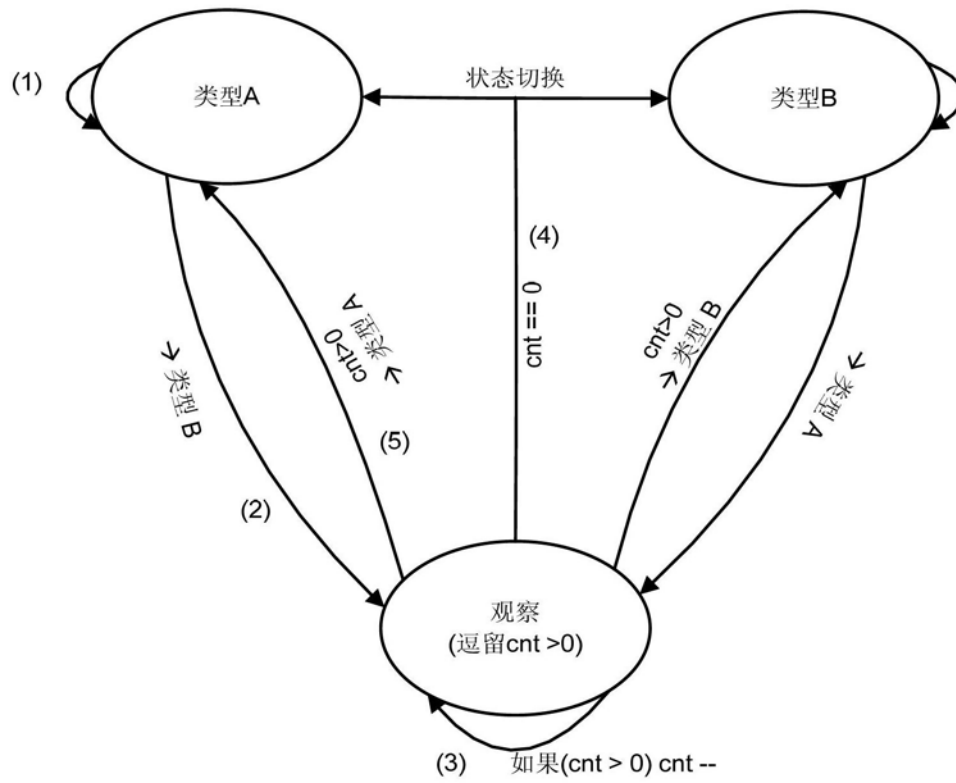 (1)
类型A
状态切换
类型B
(4)
cnt == 0
→ 类型 B
cnt>0
→ 类型 A
(5)
(2)
cnt>0
→ 类型 B
→ 类型 A
观察
(逗留cnt >0)
(3)
如果(cnt > 0) cnt --